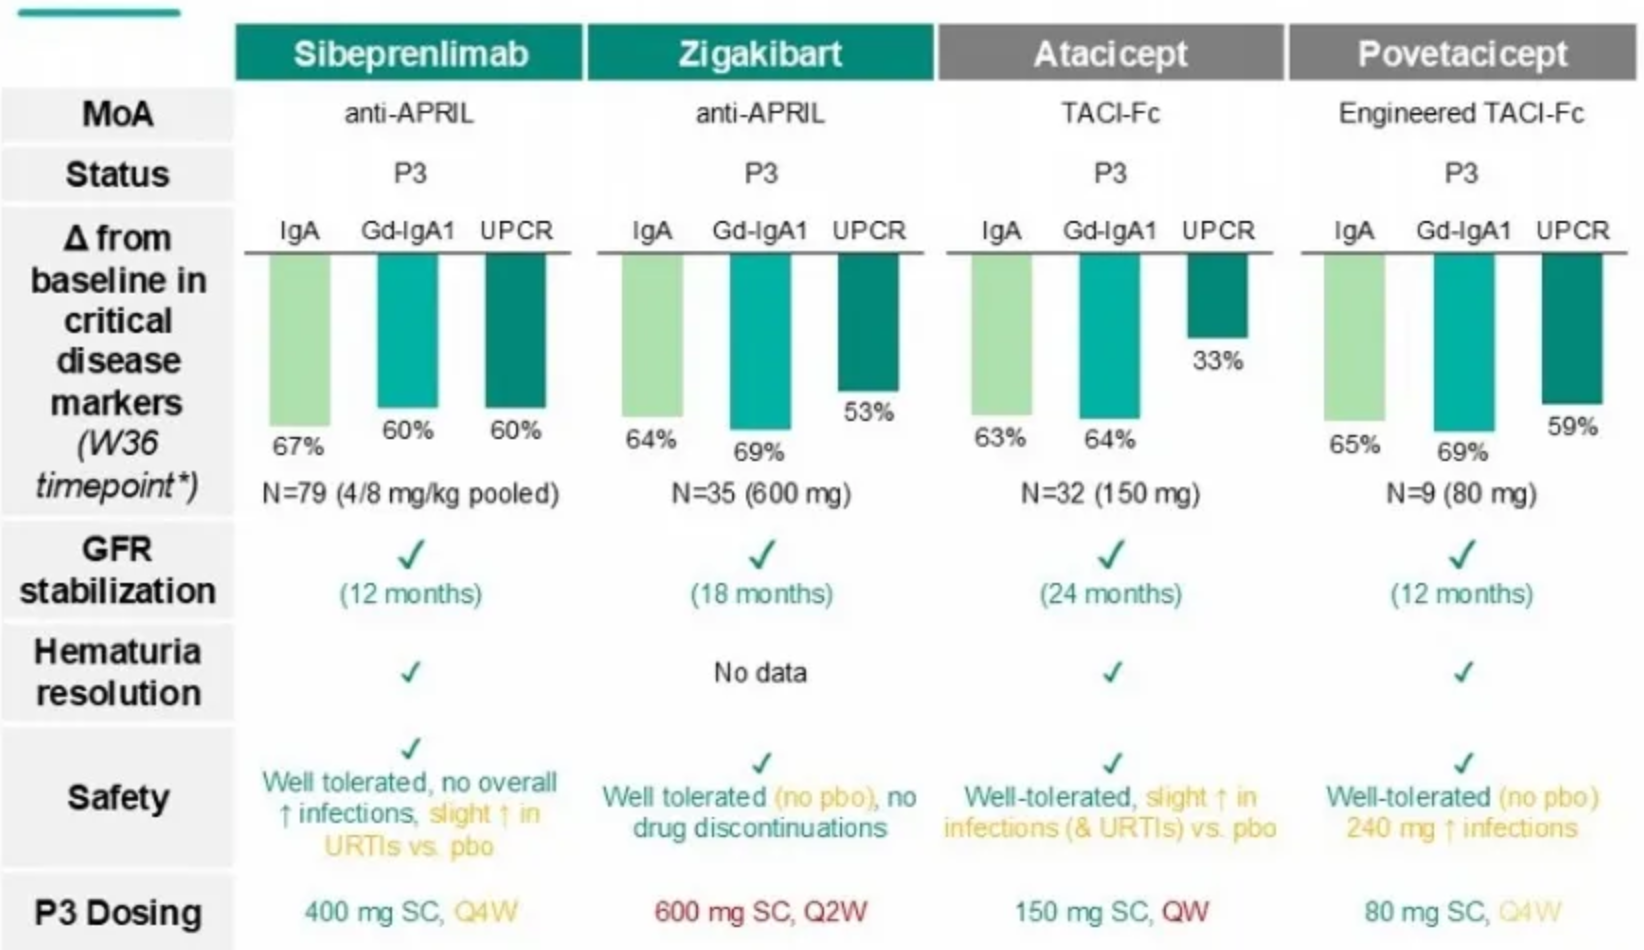 Sibeprenlimab Zigakibart Atacicept Povetacicept
MoA anti-APRIL anti-APRIL TACI-Fc Engineered TACI-Fc
Status P3 P3 P3 P3
Δ from baseline in critical disease markers (W36 timepoint*)
IgA Gd-IgA1 UPCR IgA Gd-IgA1 UPCR IgA Gd-IgA1 UPCR IgA Gd-IgA1 UPCR
67% 60% 60% 64% 69% 53% 63% 64% 33% 65% 69% 59%
N=79 (4/8 mg/kg pooled) N=35 (600 mg) N=32 (150 mg) N=9 (80 mg)
GFR stabilization
✓ ✓ ✓ ✓
(12 months) (18 months) (24 months) (12 months)
Hematuria resolution
✓ No data ✓ ✓
Safety
✓
Well tolerated, no overall
↑ infections, slight ↑ in
URTIs vs. pbo
✓
Well tolerated (no pbo), no
drug discontinuations
✓
Well-tolerated, slight ↑ in
infections (& URTIs) vs. pbo
✓
Well-tolerated (no pbo)
240 mg ↑ infections
P3 Dosing 400 mg SC, Q4W 600 mg SC, Q2W 150 mg SC, QW 80 mg SC, Q4W